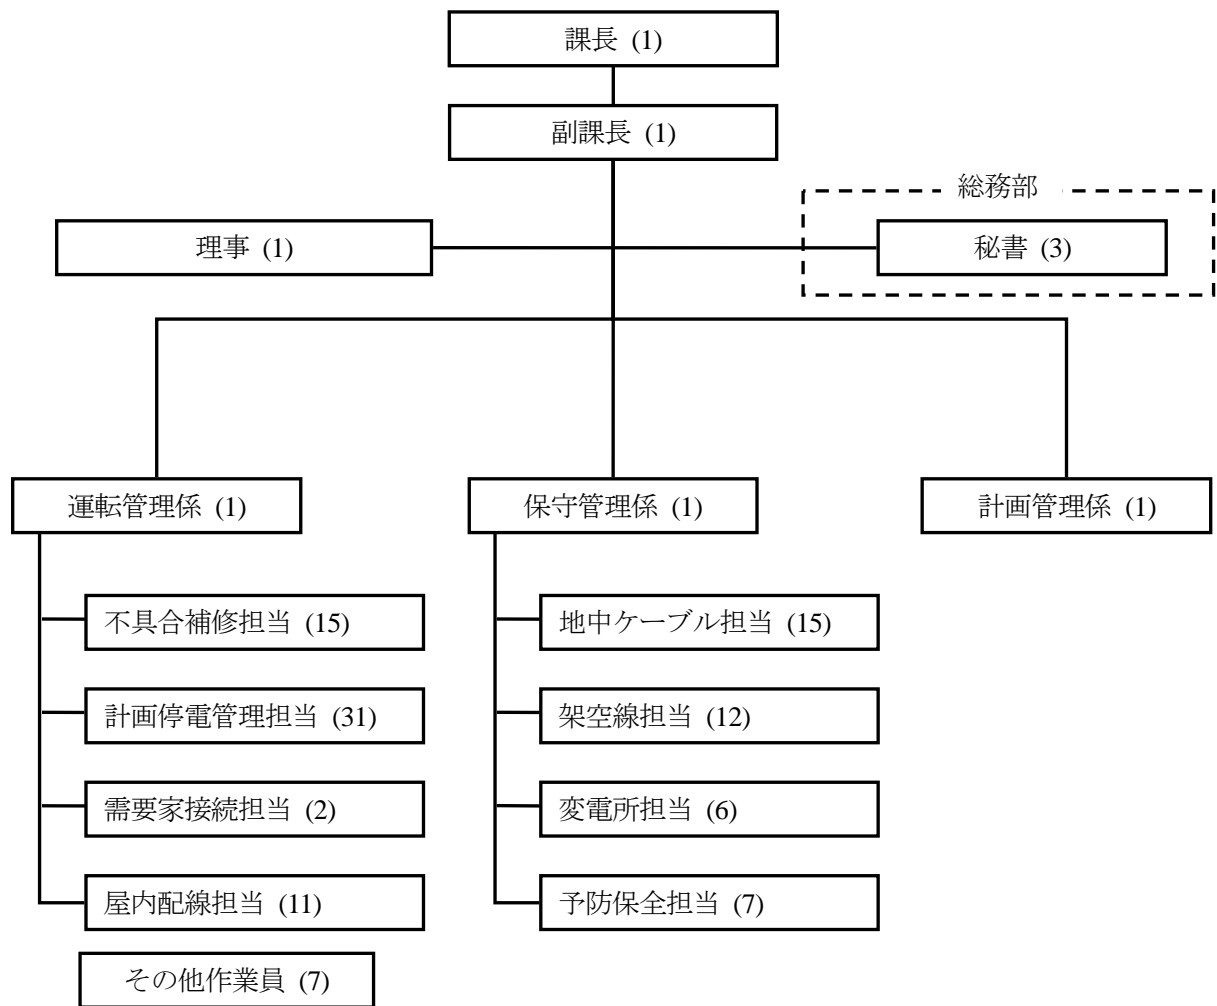 課長 (1)
副課長 (1)
総務部
理事 (1)
秘書 (3)
運転管理係 (1)
保守管理係 (1)
計画管理係 (1)
不具合補修担当 (15)
地中ケーブル担当 (15)
計画停電管理担当 (31)
架空線担当 (12)
需要家接続担当 (2)
変電所担当 (6)
屋内配線担当 (11)
予防保全担当 (7)
その他作業員 (7)